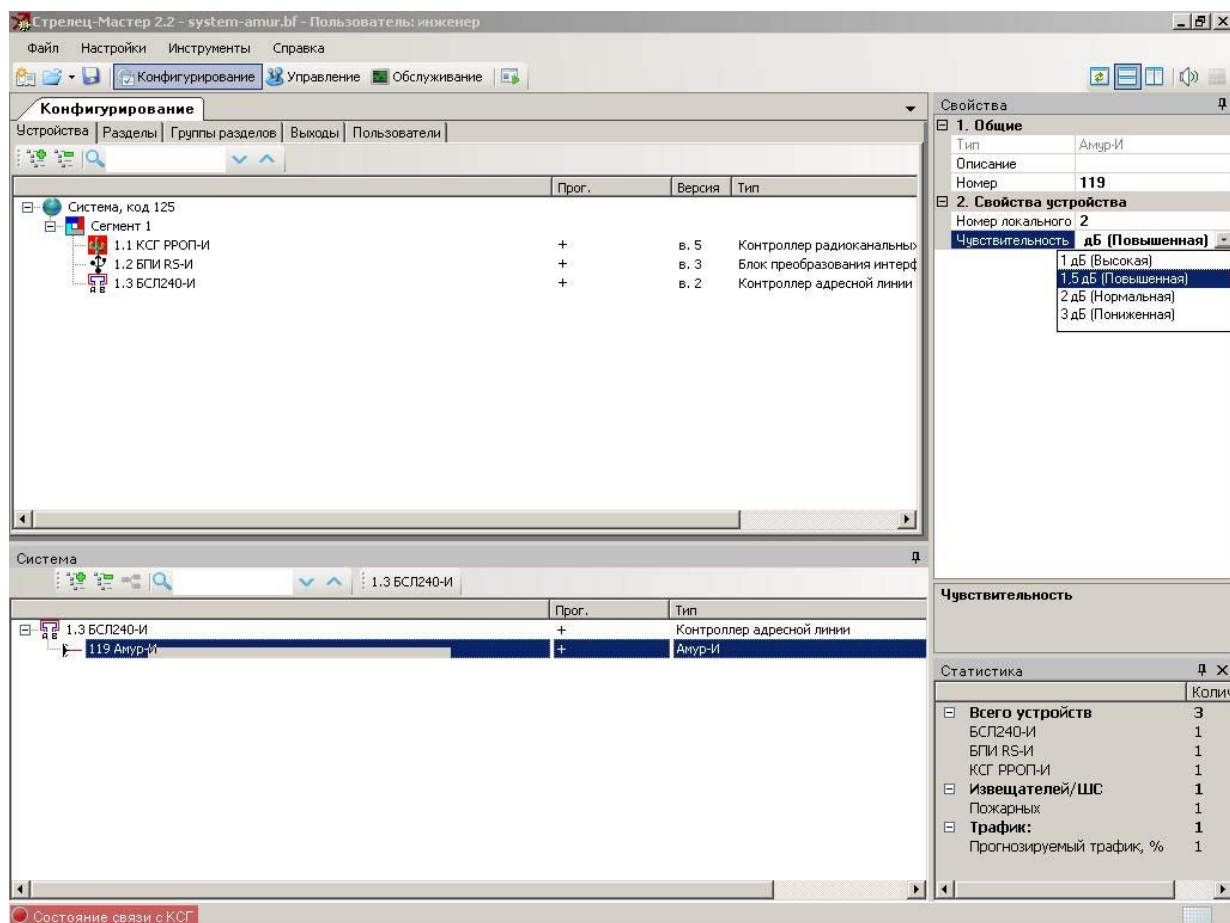 Стрелец-Мастер 2.2 - system-amur.bf - Пользователь: инженер
Файл Настройки Инструменты Справка
Конфигурирование Управление Обслуживание
Конфигурирование
Устройства Разделы Группы разделов Выходы Пользователи
Прог. Версия Тип
Система, код 125
Сегмент 1
1.1 КСГ РРОП-И + в. 5 Контроллер радиоканальных
1.2 БПИ RS-И + в. 3 Блок преобразования интерф
1.3 БСЛ240-И + в. 2 Контроллер адресной линии
Свойства
1. Общие
Тип Амур-И
Описание
Номер 119
2. Свойства устройства
Номер локального 2
Чувствительность дБ (Повышенная)
1 дБ (Высокая)
1,5 дБ (Повышенная)
2 дБ (Нормальная)
3 дБ (Пониженная)
Чувствительность
Система
1.3 БСЛ240-И
Прог. Тип
1.3 БСЛ240-И + Контроллер адресной линии
119 Амур-И + Амур-И
Статистика
Колич
Всего устройств 3
БСЛ240-И 1
БПИ RS-И 1
КСГ РРОП-И 1
Извещателей/ШС 1
Пожарных 1
Трафик: 1
Прогнозируемый трафик, % 1
Состояние связи с КСГ